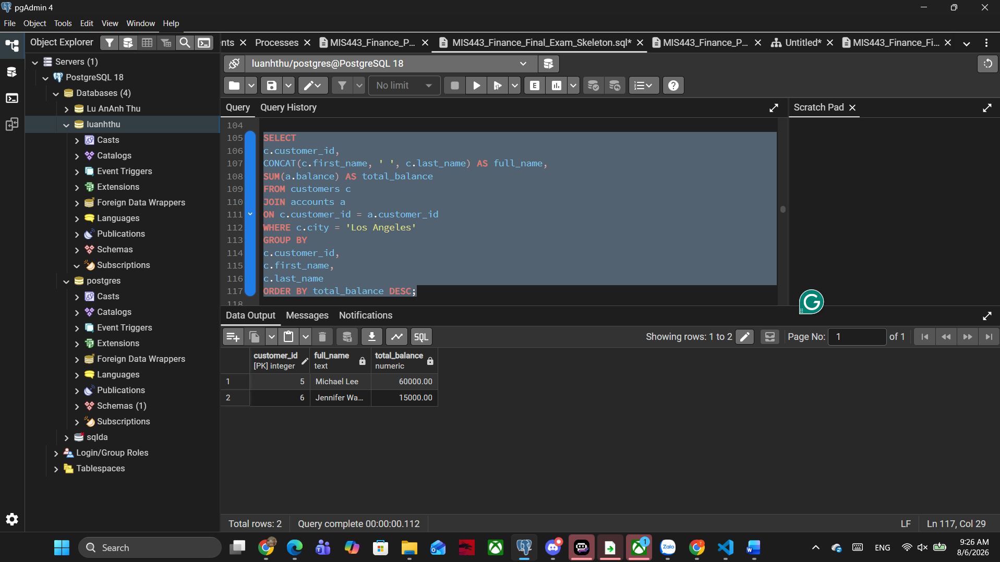 pgAdmin 4
File Object Tools Edit View Window Help
Object Explorer
nts Processes MIS443_Finance_P... MIS443_Finance_Final_Exam_Skeleton.sql* MIS443_Finance_P... Untitled* MIS443_Finance_Fi...
Servers (1)
PostgreSQL 18
Databases (4)
Lu AnAnh Thu
luanhthu
Casts
Catalogs
Event Triggers
Extensions
Foreign Data Wrappers
Languages
Publications
Schemas
Subscriptions
postgres
Casts
Catalogs
Event Triggers
Extensions
Foreign Data Wrappers
Languages
Publications
Schemas (1)
Subscriptions
sqlda
Login/Group Roles
Tablespaces
luanhthu/postgres@PostgreSQL 18
No limit
E
Query Query History
Scratch Pad
104
105 SELECT
106 c.customer_id,
107 CONCAT(c.first_name, ' ', c.last_name) AS full_name,
108 SUM(a.balance) AS total_balance
109 FROM customers c
110 JOIN accounts a
111 ON c.customer_id = a.customer_id
112 WHERE c.city = 'Los Angeles'
113 GROUP BY
114 c.customer_id,
115 c.first_name,
116 c.last_name
117 ORDER BY total_balance DESC;
118
Data Output Messages Notifications
SQL
Showing rows: 1 to 2
Page No: 1 of 1
customer_id [PK] integer
full_name text
total_balance numeric
1 5 Michael Lee 60000.00
2 6 Jennifer Wa... 15000.00
Total rows: 2
Query complete 00:00:00.112
LF
Ln 117, Col 29
Search
Zalo
1
ENG
9:26 AM
8/6/2026